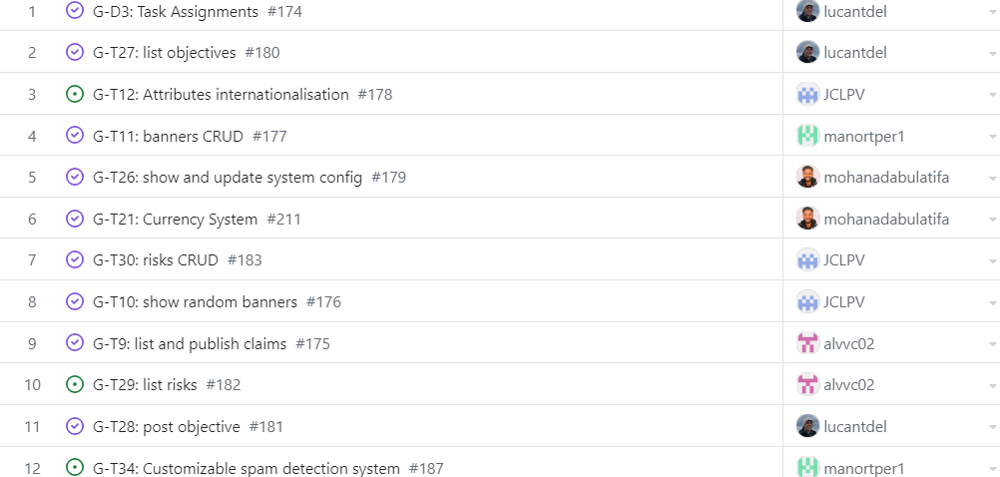 1 G-D3: Task Assignments #174 lucantdel
2 G-T27: list objectives #180 lucantdel
3 G-T12: Attributes internationalisation #178 JCLPV
4 G-T11: banners CRUD #177 manortper1
5 G-T26: show and update system config #179 mohanadabulatifa
6 G-T21: Currency System #211 mohanadabulatifa
7 G-T30: risks CRUD #183 JCLPV
8 G-T10: show random banners #176 JCLPV
9 G-T9: list and publish claims #175 alvvc02
10 G-T29: list risks #182 alvvc02
11 G-T28: post objective #181 lucantdel
12 G-T34: Customizable spam detection system #187 manortper1